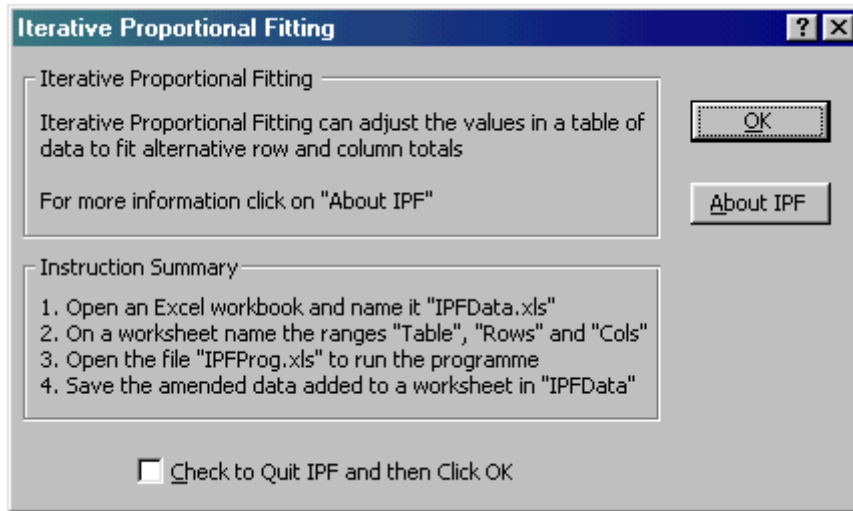 Iterative Proportional Fitting
Iterative Proportional Fitting
Iterative Proportional Fitting can adjust the values in a table of
data to fit alternative row and column totals
For more information click on "About IPF"
OK
About IPF
Instruction Summary
1. Open an Excel workbook and name it "IPFData.xls"
2. On a worksheet name the ranges "Table", "Rows" and "Cols"
3. Open the file "IPFProg.xls" to run the programme
4. Save the amended data added to a worksheet in "IPFData"
Check to Quit IPF and then Click OK